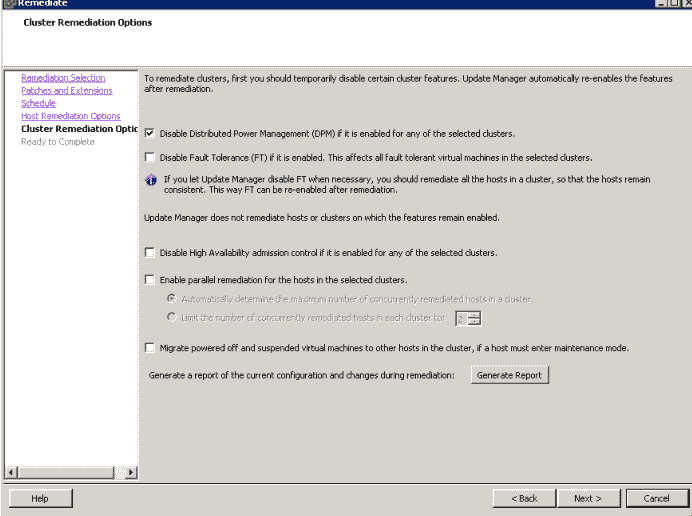 Remediate
Cluster Remediation Options
Remediation Selection
Patches and Extensions
Schedule
Host Remediation Options
Cluster Remediation Optic
Ready to Complete
To remediate clusters, first you should temporarily disable certain cluster features. Update Manager automatically re-enables the features
after remediation.
Disable Distributed Power Management (DPM) if it is enabled for any of the selected clusters.
Disable Fault Tolerance (FT) if it is enabled. This affects all fault tolerant virtual machines in the selected clusters.
If you let Update Manager disable FT when necessary, you should remediate all the hosts in a cluster, so that the hosts remain
consistent. This way FT can be re-enabled after remediation.
Update Manager does not remediate hosts or clusters on which the features remain enabled.
Disable High Availability admission control if it is enabled for any of the selected clusters.
Enable parallel remediation for the hosts in the selected clusters.
Automatically determine the maximum number of concurrently remediated hosts in a cluster.
Limit the number of concurrently remediated hosts in each cluster to:
Migrate powered off and suspended virtual machines to other hosts in the cluster, if a host must enter maintenance mode.
Generate a report of the current configuration and changes during remediation: Generate Report
Help < Back Next > Cancel